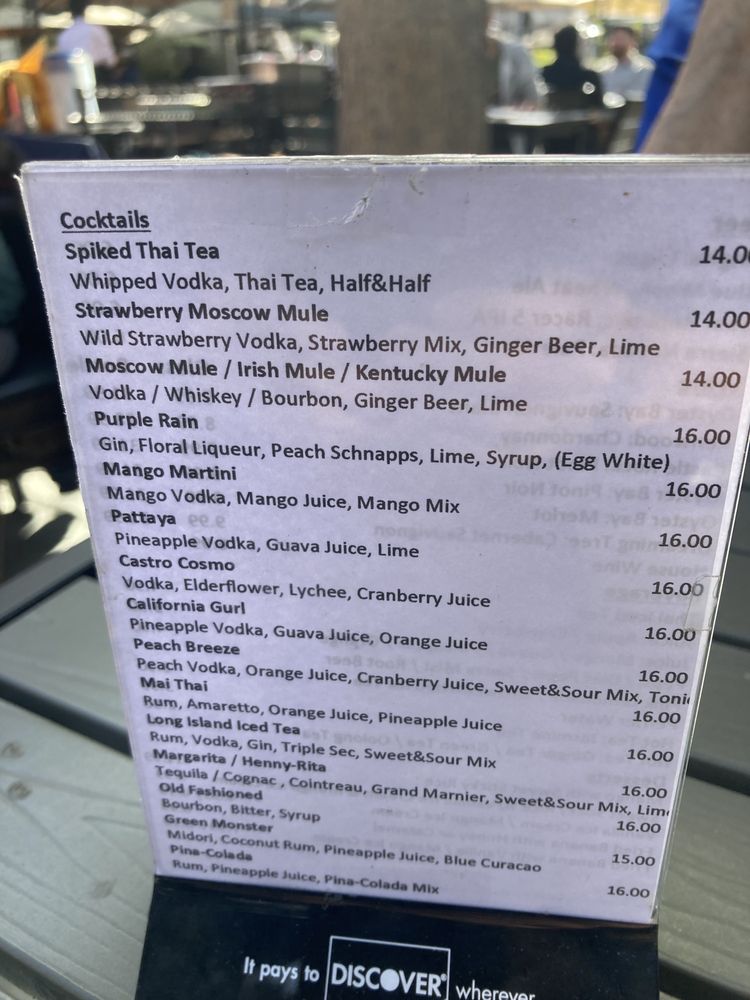 Cocktails
Spiked Thai Tea 14.0
Whipped Vodka, Thai Tea, Half&Half
Strawberry Moscow Mule 14.00
Wild Strawberry Vodka, Strawberry Mix, Ginger Beer, Lime
Moscow Mule / Irish Mule / Kentucky Mule 14.00
Vodka / Whiskey / Bourbon, Ginger Beer, Lime
Purple Rain 16.00
Gin, Floral Liqueur, Peach Schnapps, Lime, Syrup, (Egg White)
Mango Martini 16.00
Mango Vodka, Mango Juice, Mango Mix
Pattaya 16.00
Pineapple Vodka, Guava Juice, Lime
Castro Cosmo 16.00
Vodka, Elderflower, Lychee, Cranberry Juice
California Gurl 16.00
Pineapple Vodka, Guava Juice, Orange Juice
Peach Breeze 16.00
Peach Vodka, Orange Juice, Cranberry Juice, Sweet&Sour Mix, Toni
Mai Thai 16.00
Rum, Amaretto, Orange Juice, Pineapple Juice
Long Island Iced Tea 16.00
Rum, Vodka, Gin, Triple Sec, Sweet&Sour Mix
Margarita / Henny-Rita 16.00
Tequila / Cognac , Cointreau, Grand Marnier, Sweet&Sour Mix, Lim
Old Fashioned 16.00
Bourbon, Bitter, Syrup
Green Monster 15.00
Midori, Coconut Rum, Pineapple Juice, Blue Curacao
Pina-Colada 16.00
Rum, Pineapple Juice, Pina-Colada Mix
It pays to DISCOVER wherever